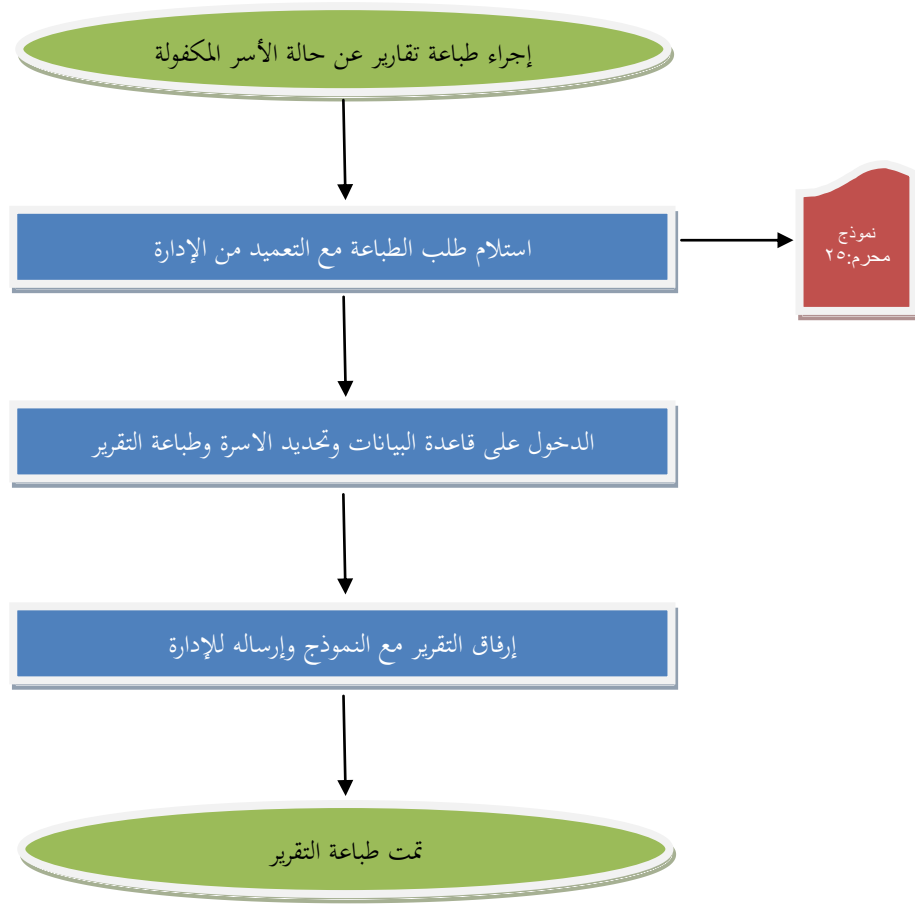 إجراء طباعة تقارير عن حالة الأسر المكفولة
استلام طلب الطباعة مع التعميد من الإدارة
نموذج
محرم:٢٥
الدخول على قاعدة البيانات وتحديد الاسرة وطباعة التقرير
إرفاق التقرير مع النموذج وإرساله للإدارة
تمت طباعة التقرير